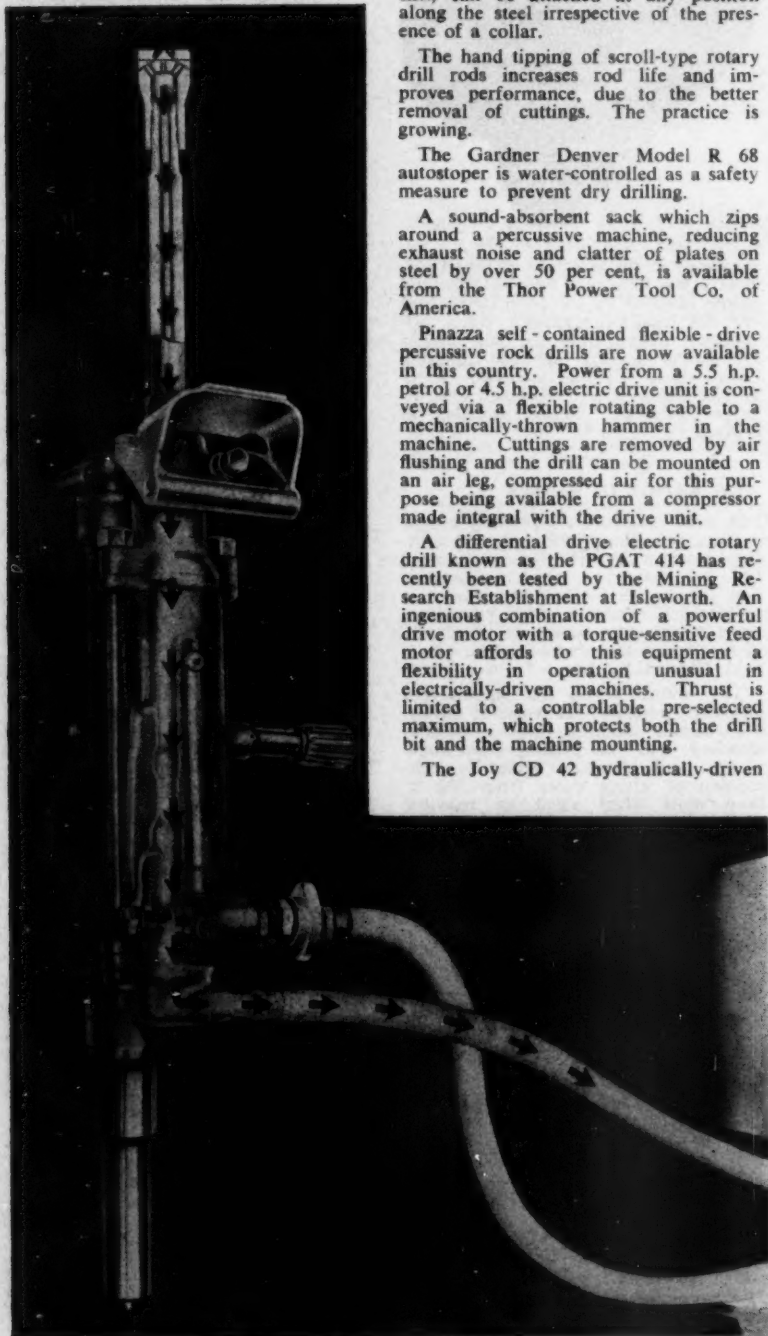 along the steel irrespective of the pres-
ence of a collar.
The hand tipping of scroll-type rotary
drill rods increases rod life and im-
proves performance, due to the better
removal of cuttings. The practice is
growing.
The Gardner Denver Model R 68
autostoper is water-controlled as a safety
measure to prevent dry drilling.
A sound-absorbent sack which zips
around a percussive machine, reducing
exhaust noise and clatter of plates on
steel by over 50 per cent, is available
from the Thor Power Tool Co. of
America.
Pinazza self-contained flexible-drive
percussive rock drills are now available
in this country. Power from a 5.5 h.p.
petrol or 4.5 h.p. electric drive unit is con-
veyed via a flexible rotating cable to a
mechanically-thrown hammer in the
machine. Cuttings are removed by air
flushing and the drill can be mounted on
an air leg, compressed air for this pur-
pose being available from a compressor
made integral with the drive unit.
A differential drive electric rotary
drill known as the PGAT 414 has re-
cently been tested by the Mining Re-
search Establishment at Isleworth. An
ingenious combination of a powerful
drive motor with a torque-sensitive feed
motor affords to this equipment a
flexibility in operation unusual in
electrically-driven machines. Thrust is
limited to a controllable pre-selected
maximum, which protects both the drill
bit and the machine mounting.
The Joy CD 42 hydraulically-driven